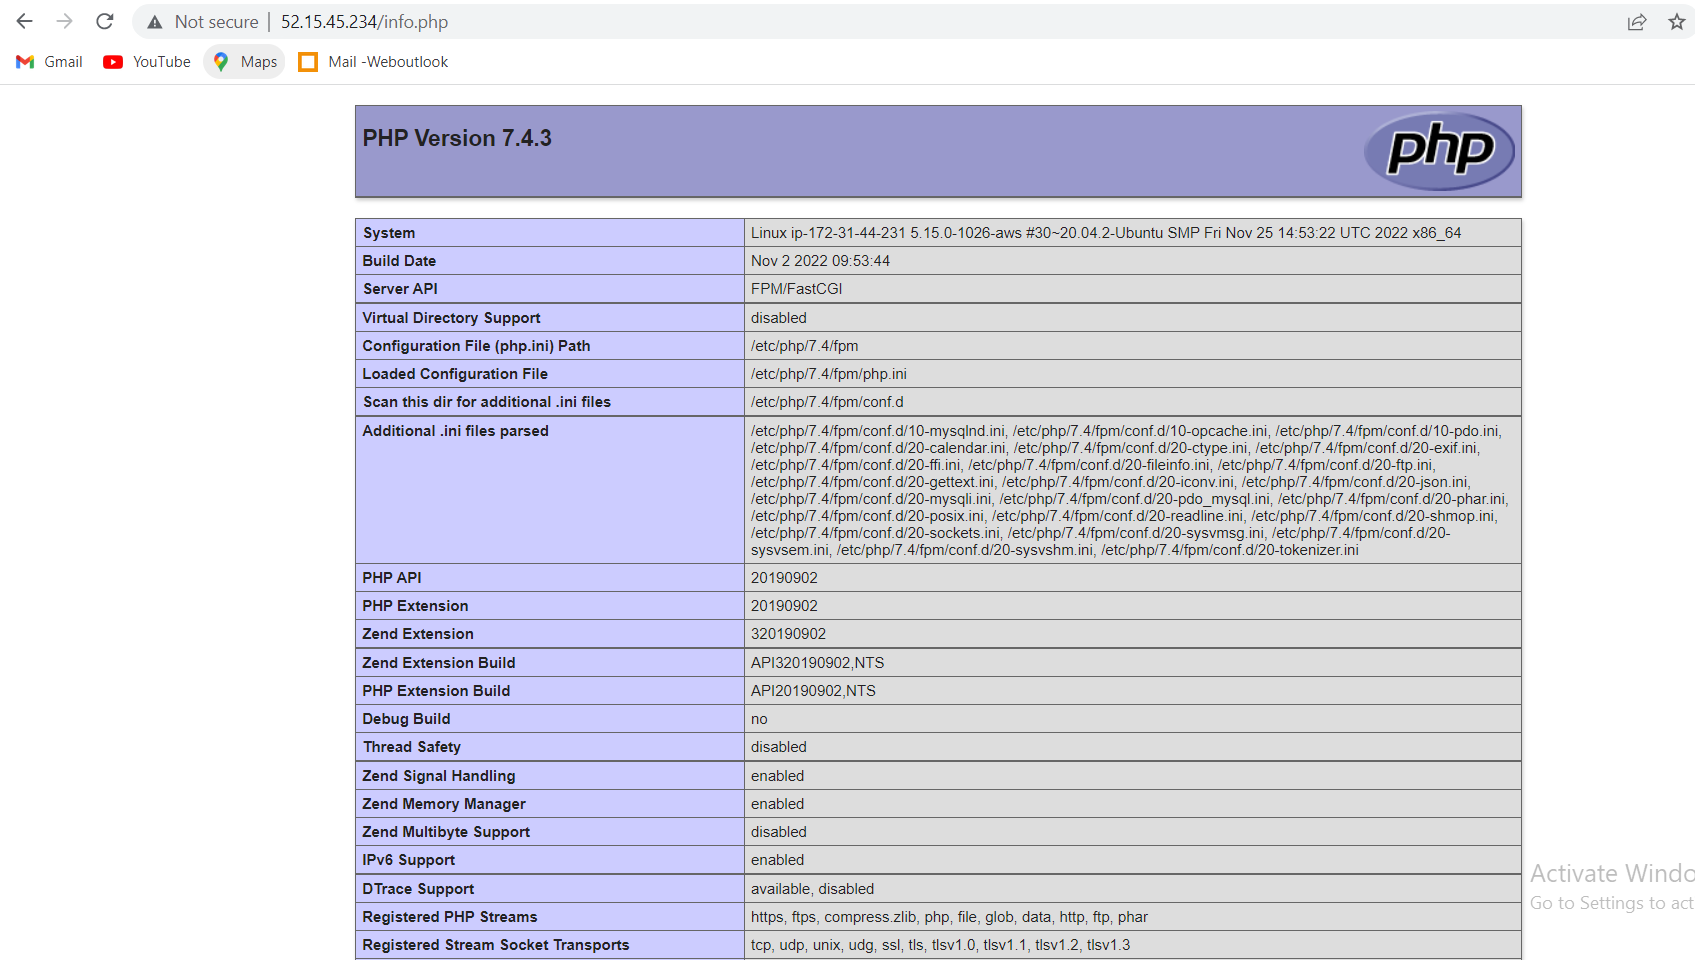 Not secure | 52.15.45.234/info.php
Gmail YouTube Maps Mail -Weboutlook
PHP Version 7.4.3
php
System Linux ip-172-31-44-231 5.15.0-1026-aws #30~20.04.2-Ubuntu SMP Fri Nov 25 14:53:22 UTC 2022 x86_64
Build Date Nov 2 2022 09:53:44
Server API FPM/FastCGI
Virtual Directory Support disabled
Configuration File (php.ini) Path /etc/php/7.4/fpm
Loaded Configuration File /etc/php/7.4/fpm/php.ini
Scan this dir for additional .ini files /etc/php/7.4/fpm/conf.d
Additional .ini files parsed /etc/php/7.4/fpm/conf.d/10-mysqlnd.ini, /etc/php/7.4/fpm/conf.d/10-opcache.ini, /etc/php/7.4/fpm/conf.d/10-pdo.ini,
/etc/php/7.4/fpm/conf.d/20-calendar.ini, /etc/php/7.4/fpm/conf.d/20-ctype.ini, /etc/php/7.4/fpm/conf.d/20-exif.ini,
/etc/php/7.4/fpm/conf.d/20-ffi.ini, /etc/php/7.4/fpm/conf.d/20-fileinfo.ini, /etc/php/7.4/fpm/conf.d/20-ftp.ini,
/etc/php/7.4/fpm/conf.d/20-gettext.ini, /etc/php/7.4/fpm/conf.d/20-iconv.ini, /etc/php/7.4/fpm/conf.d/20-json.ini,
/etc/php/7.4/fpm/conf.d/20-mysqli.ini, /etc/php/7.4/fpm/conf.d/20-pdo_mysql.ini, /etc/php/7.4/fpm/conf.d/20-phar.ini,
/etc/php/7.4/fpm/conf.d/20-posix.ini, /etc/php/7.4/fpm/conf.d/20-readline.ini, /etc/php/7.4/fpm/conf.d/20-shmop.ini,
/etc/php/7.4/fpm/conf.d/20-sockets.ini, /etc/php/7.4/fpm/conf.d/20-sysvmsg.ini, /etc/php/7.4/fpm/conf.d/20-
sysvsem.ini, /etc/php/7.4/fpm/conf.d/20-sysvshm.ini, /etc/php/7.4/fpm/conf.d/20-tokenizer.ini
PHP API 20190902
PHP Extension 20190902
Zend Extension 320190902
Zend Extension Build API320190902,NTS
PHP Extension Build API20190902,NTS
Debug Build no
Thread Safety disabled
Zend Signal Handling enabled
Zend Memory Manager enabled
Zend Multibyte Support disabled
IPv6 Support enabled
DTrace Support available, disabled
Registered PHP Streams https, ftps, compress.zlib, php, file, glob, data, http, ftp, phar
Registered Stream Socket Transports tcp, udp, unix, udg, ssl, tls, tlsv1.0, tlsv1.1, tlsv1.2, tlsv1.3
Activate Windo
Go to Settings to act